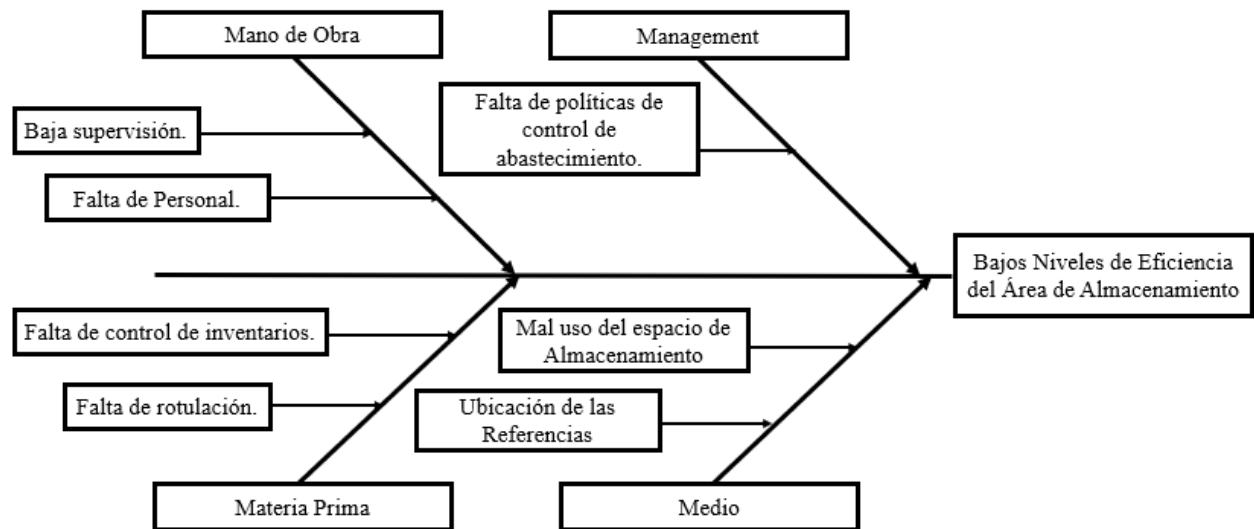 Mano de Obra
Management
Baja supervisión.
Falta de políticas de
control de
abastecimiento.
Falta de Personal.
Bajos Niveles de Eficiencia
del Área de Almacenamiento
Falta de control de inventarios.
Mal uso del espacio de
Almacenamiento
Falta de rotulación.
Ubicación de las
Referencias
Materia Prima
Medio